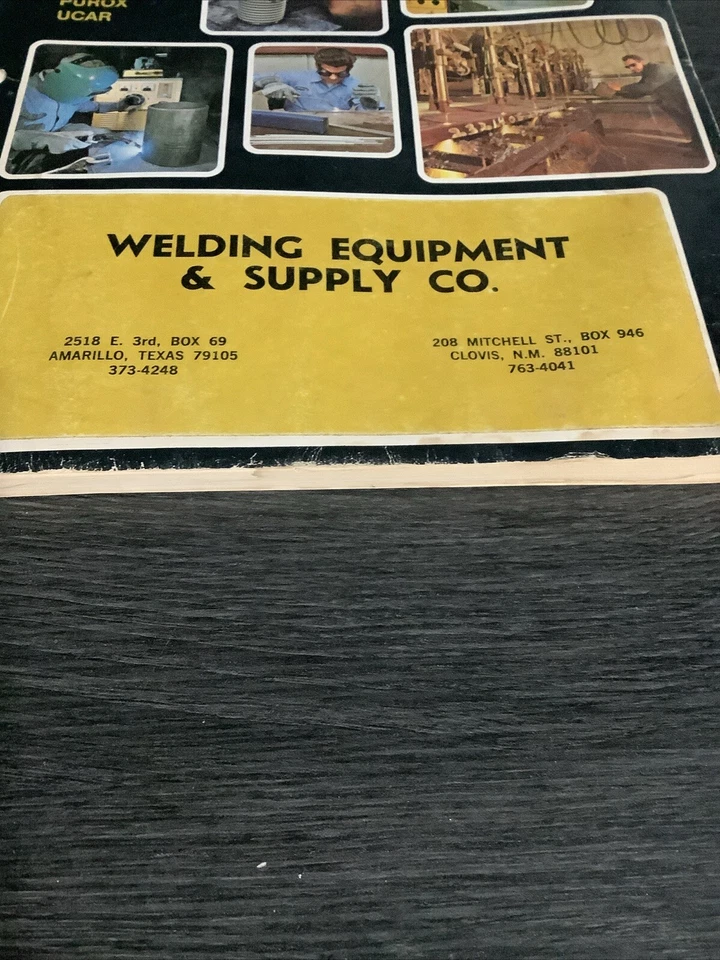 PUROX
UCAR
WELDING EQUIPMENT
& SUPPLY CO.
2518 E. 3rd, BOX 69
AMARILLO, TEXAS 79105
373-4248
208 MITCHELL ST., BOX 946
CLOVIS, N.M. 88101
763-4041